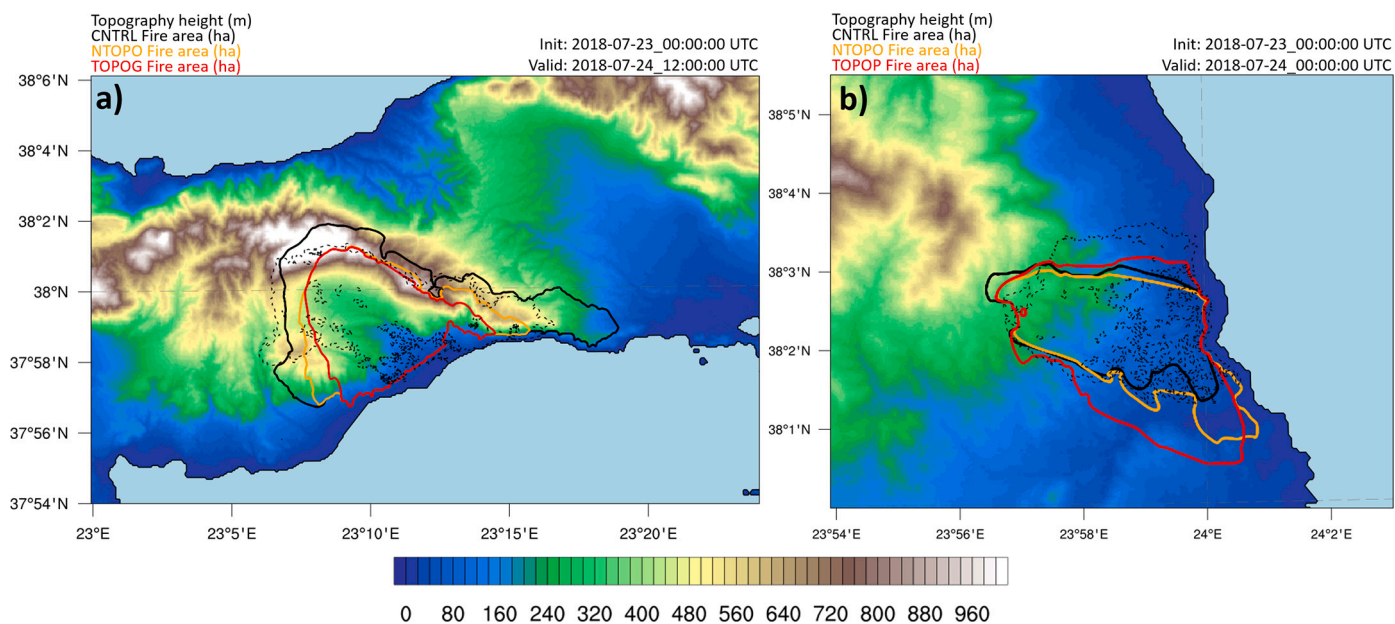 Topography height (m)
CNTRL Fire area (ha)
NTOPO Fire area (ha)
TOPOG Fire area (ha)
Init: 2018-07-23_00:00:00 UTC
Valid: 2018-07-24_12:00:00 UTC
a)
38°6'N
38°4'N
38°2'N
38°N
37°58'N
37°56'N
37°54'N
23°E
23°5'E
23°10'E
23°15'E
23°20'E
Topography height (m)
CNTRL Fire area (ha)
NTOPO Fire area (ha)
TOPOP Fire area (ha)
Init: 2018-07-23_00:00:00 UTC
Valid: 2018-07-24_00:00:00 UTC
b)
38°5'N
38°4'N
38°3'N
38°2'N
38°1'N
23°54'E
23°56'E
23°58'E
24°E
24°2'E
0 80 160 240 320 400 480 560 640 720 800 880 960